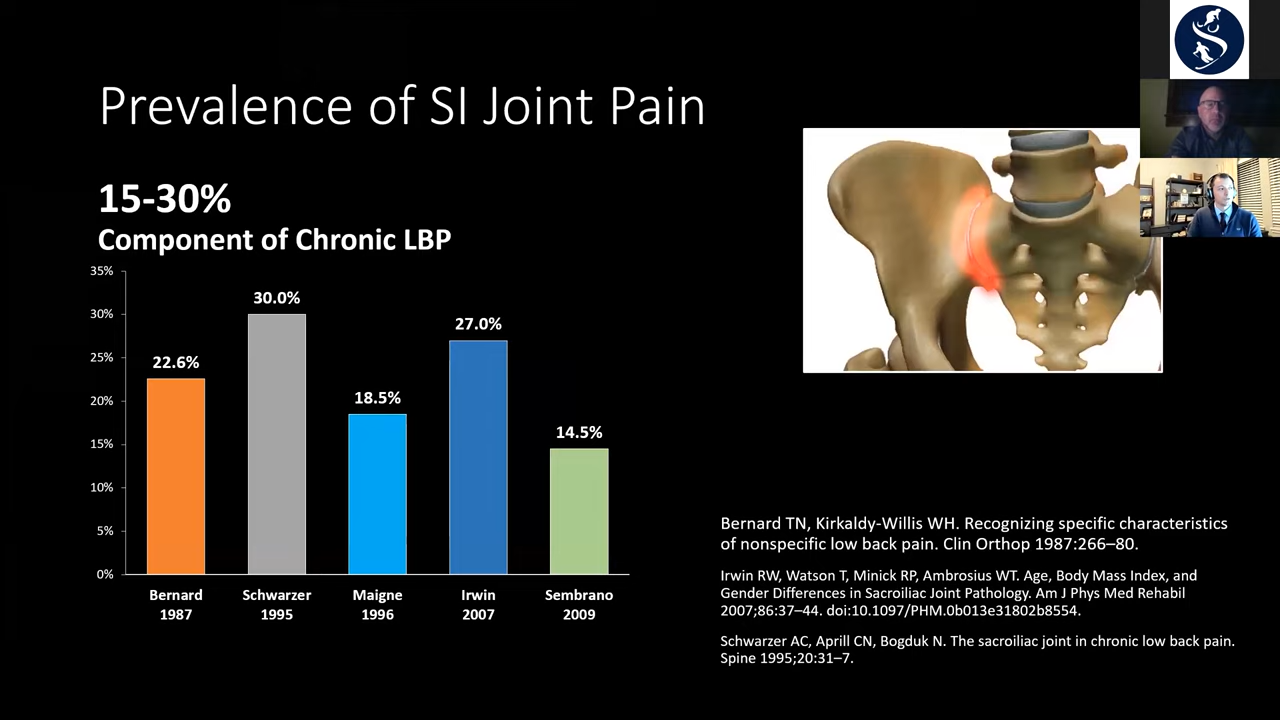 Prevalence of SI Joint Pain
15-30%
Component of Chronic LBP
35%
30%
25%
20%
15%
10%
5%
0%
22.6%
30.0%
18.5%
27.0%
14.5%
Bernard
1987
Schwarzer
1995
Maigne
1996
Irwin
2007
Sembrano
2009
Bernard TN, Kirkaldy-Willis WH. Recognizing specific characteristics
of nonspecific low back pain. Clin Orthop 1987:266–80.
Irwin RW, Watson T, Minick RP, Ambrosius WT. Age, Body Mass Index, and
Gender Differences in Sacroiliac Joint Pathology. Am J Phys Med Rehabil
2007;86:37–44. doi:10.1097/PHM.0b013e31802b8554.
Schwarzer AC, Aprill CN, Bogduk N. The sacroiliac joint in chronic low back pain.
Spine 1995;20:31–7.